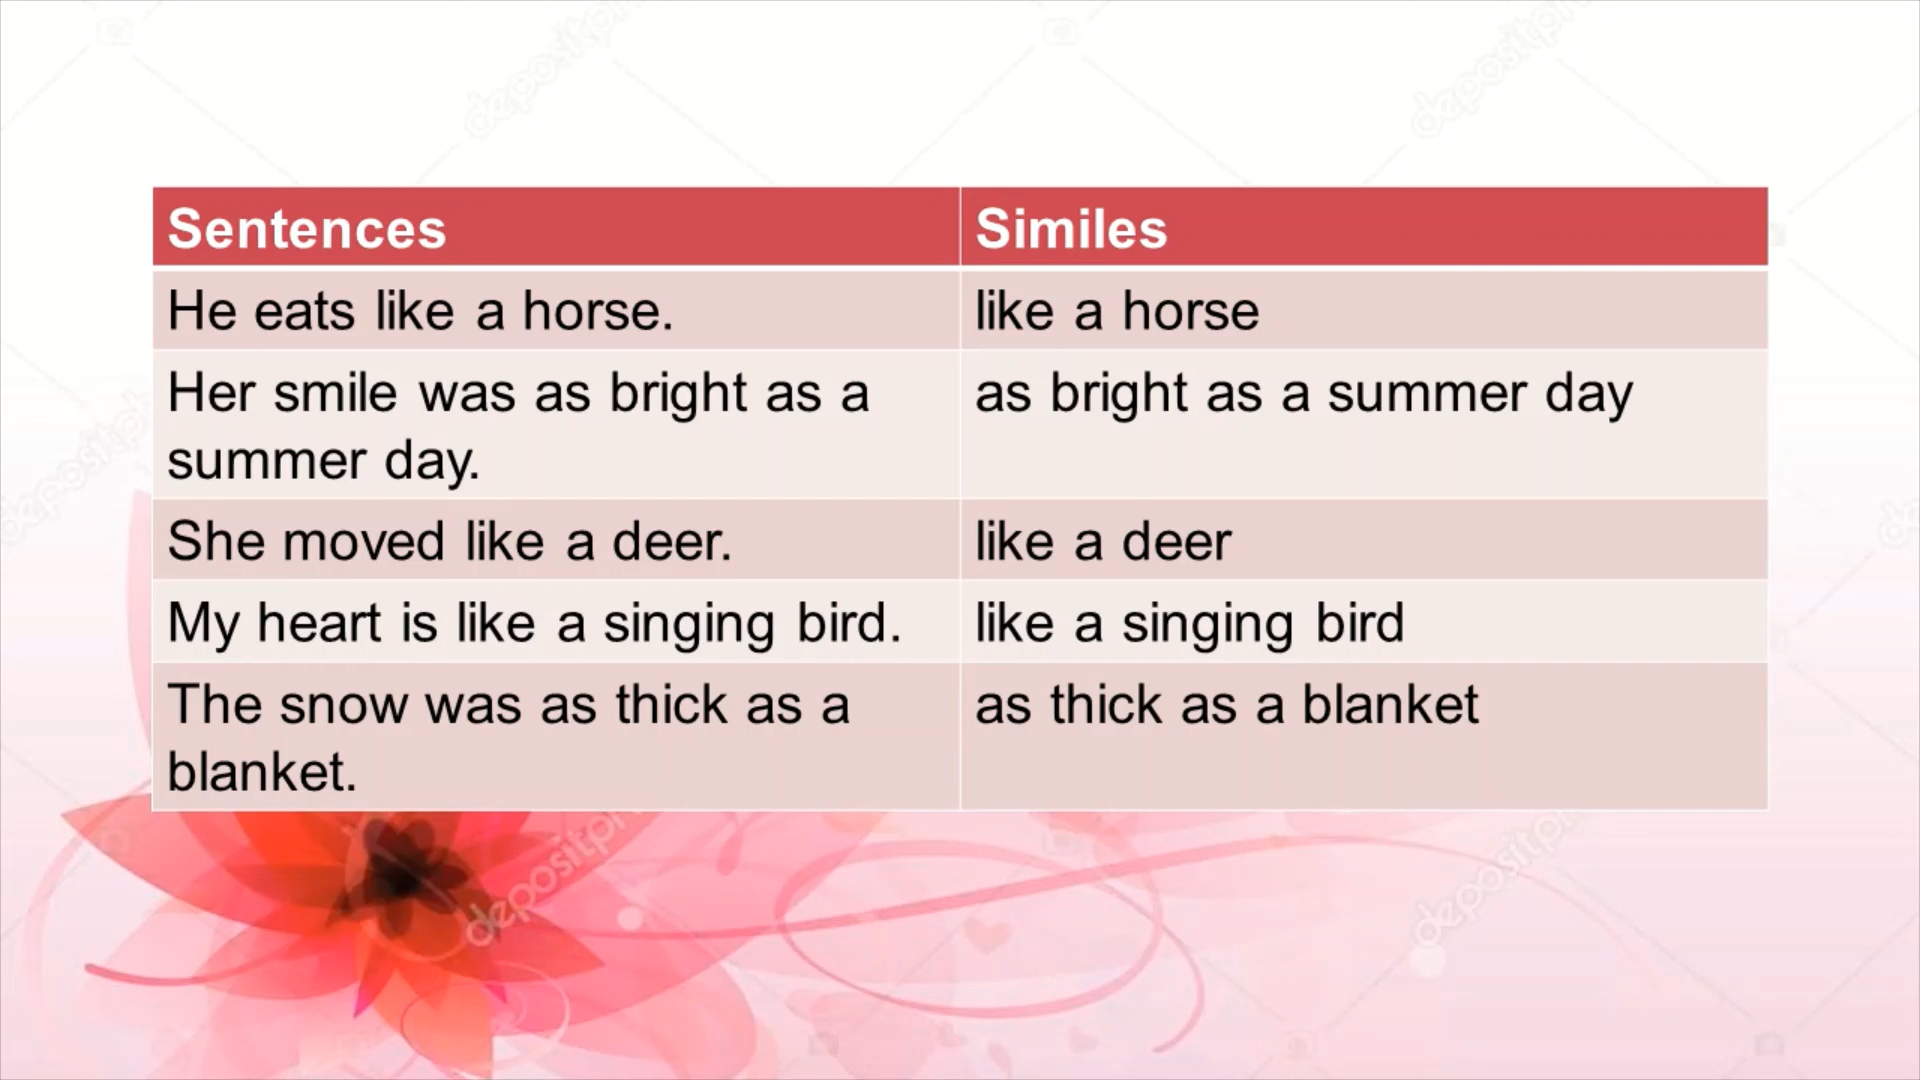 Sentences
Similes
He eats like a horse.
like a horse
Her smile was as bright as a
summer day.
as bright as a summer day
She moved like a deer.
like a deer
My heart is like a singing bird.
like a singing bird
The snow was as thick as a
blanket.
as thick as a blanket